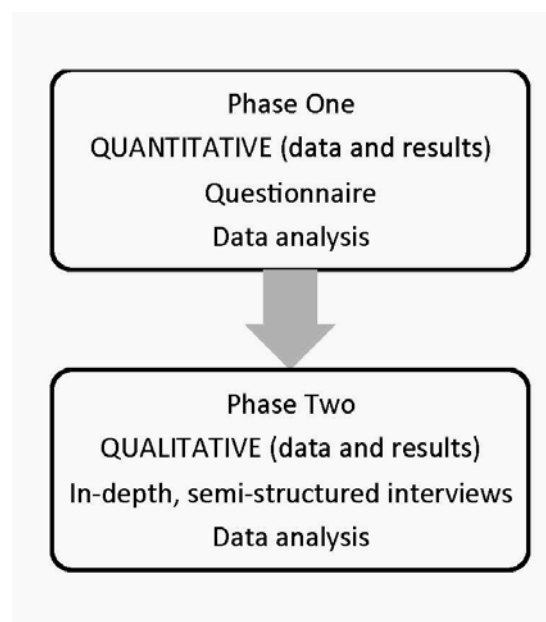 Phase One
QUANTITATIVE (data and results)
Questionnaire
Data analysis
Phase Two
QUALITATIVE (data and results)
In-depth, semi-structured interviews
Data analysis